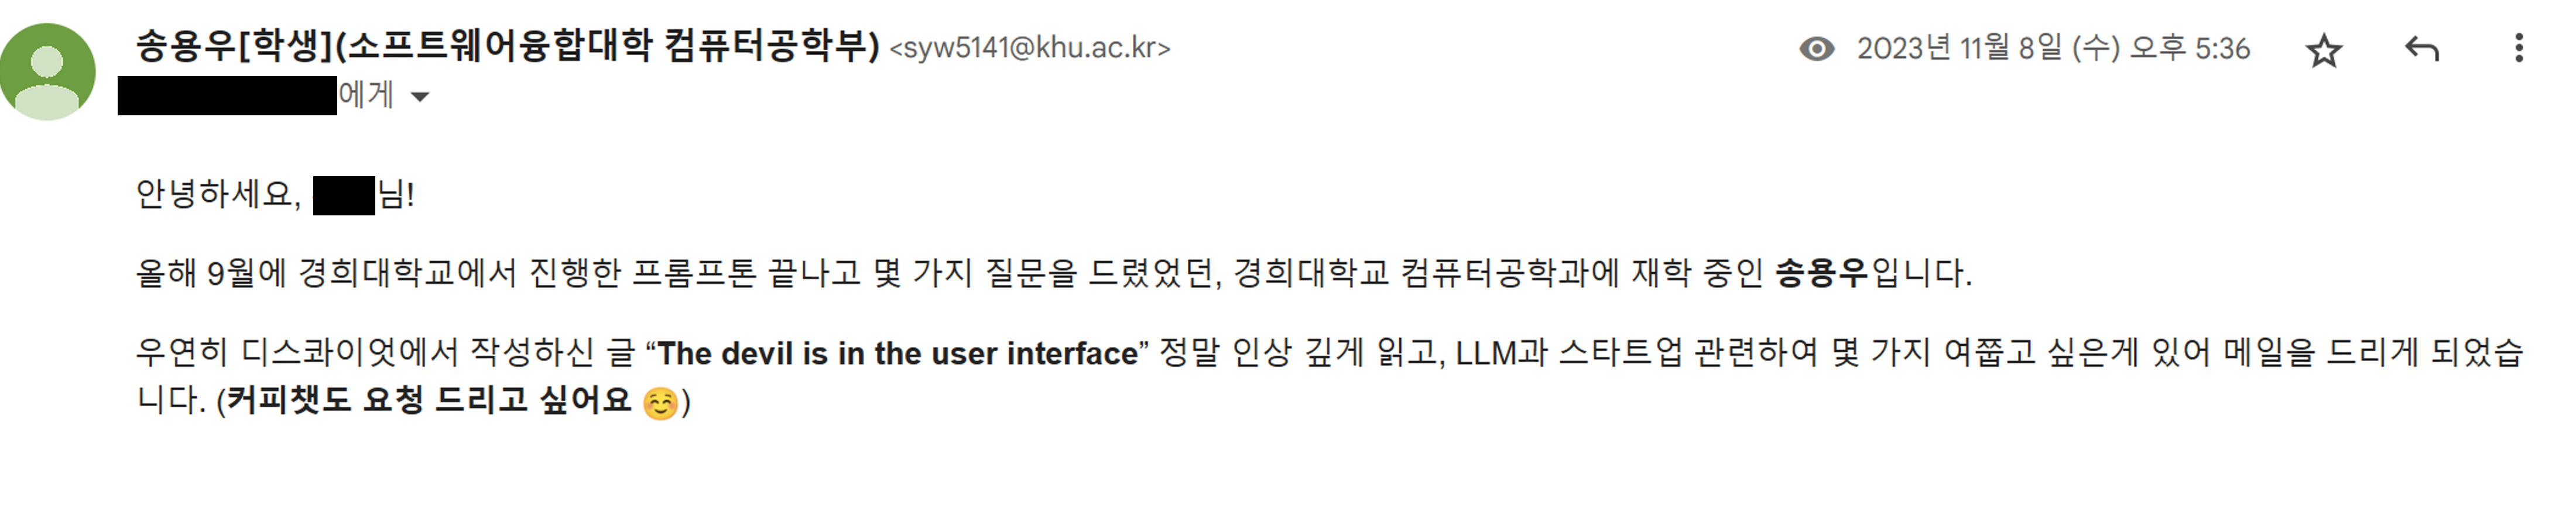 송용우[학생](소프트웨어융합대학 컴퓨터공학부) <syw5141@khu.ac.kr> 2023년 11월 8일 (수) 오후 5:36
에게
안녕하세요, 님!
올해 9월에 경희대학교에서 진행한 프롬프톤 끝나고 몇 가지 질문을 드렸었던, 경희대학교 컴퓨터공학과에 재학 중인 송용우입니다.
우연히 디스콰이엇에서 작성하신 글 “The devil is in the user interface” 정말 인상 깊게 읽고, LLM과 스타트업 관련하여 몇 가지 여쭙고 싶은게 있어 메일을 드리게 되었습
니다. (커피챗도 요청 드리고 싶어요 ☺️)